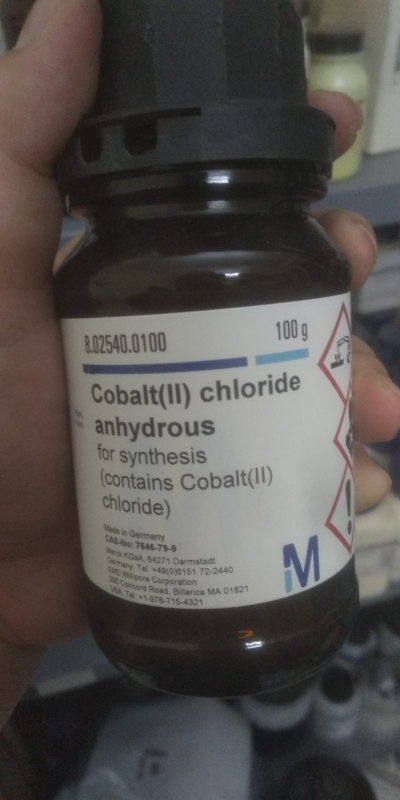 8.02540.0100
100 g
Cobalt(II) chloride
anhydrous
for synthesis
(contains Cobalt(II)
chloride)
Made in Germany
CAS-No: 7646-79-9
Merck KGaA, 64271 Darmstadt
Germany, Tel. +49(0)6151 72-2440
EMD Millipore Corporation
290 Concord Road, Billerica MA 01821
USA, Tel. +1-978-715-4321
M